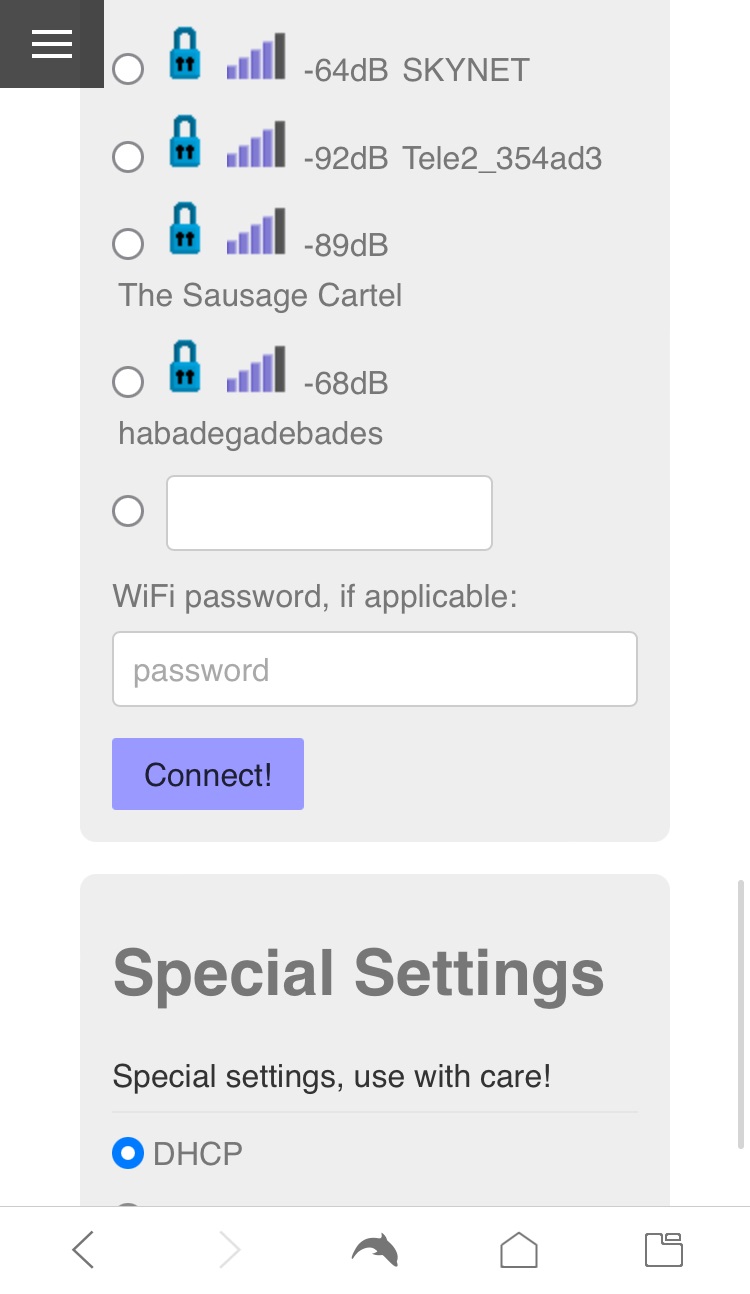 -64dB SKYNET
-92dB Tele2_354ad3
-89dB
The Sausage Cartel
-68dB
habadegadebades
WiFi password, if applicable:
password
Connect!
Special Settings
Special settings, use with care!
DHCP